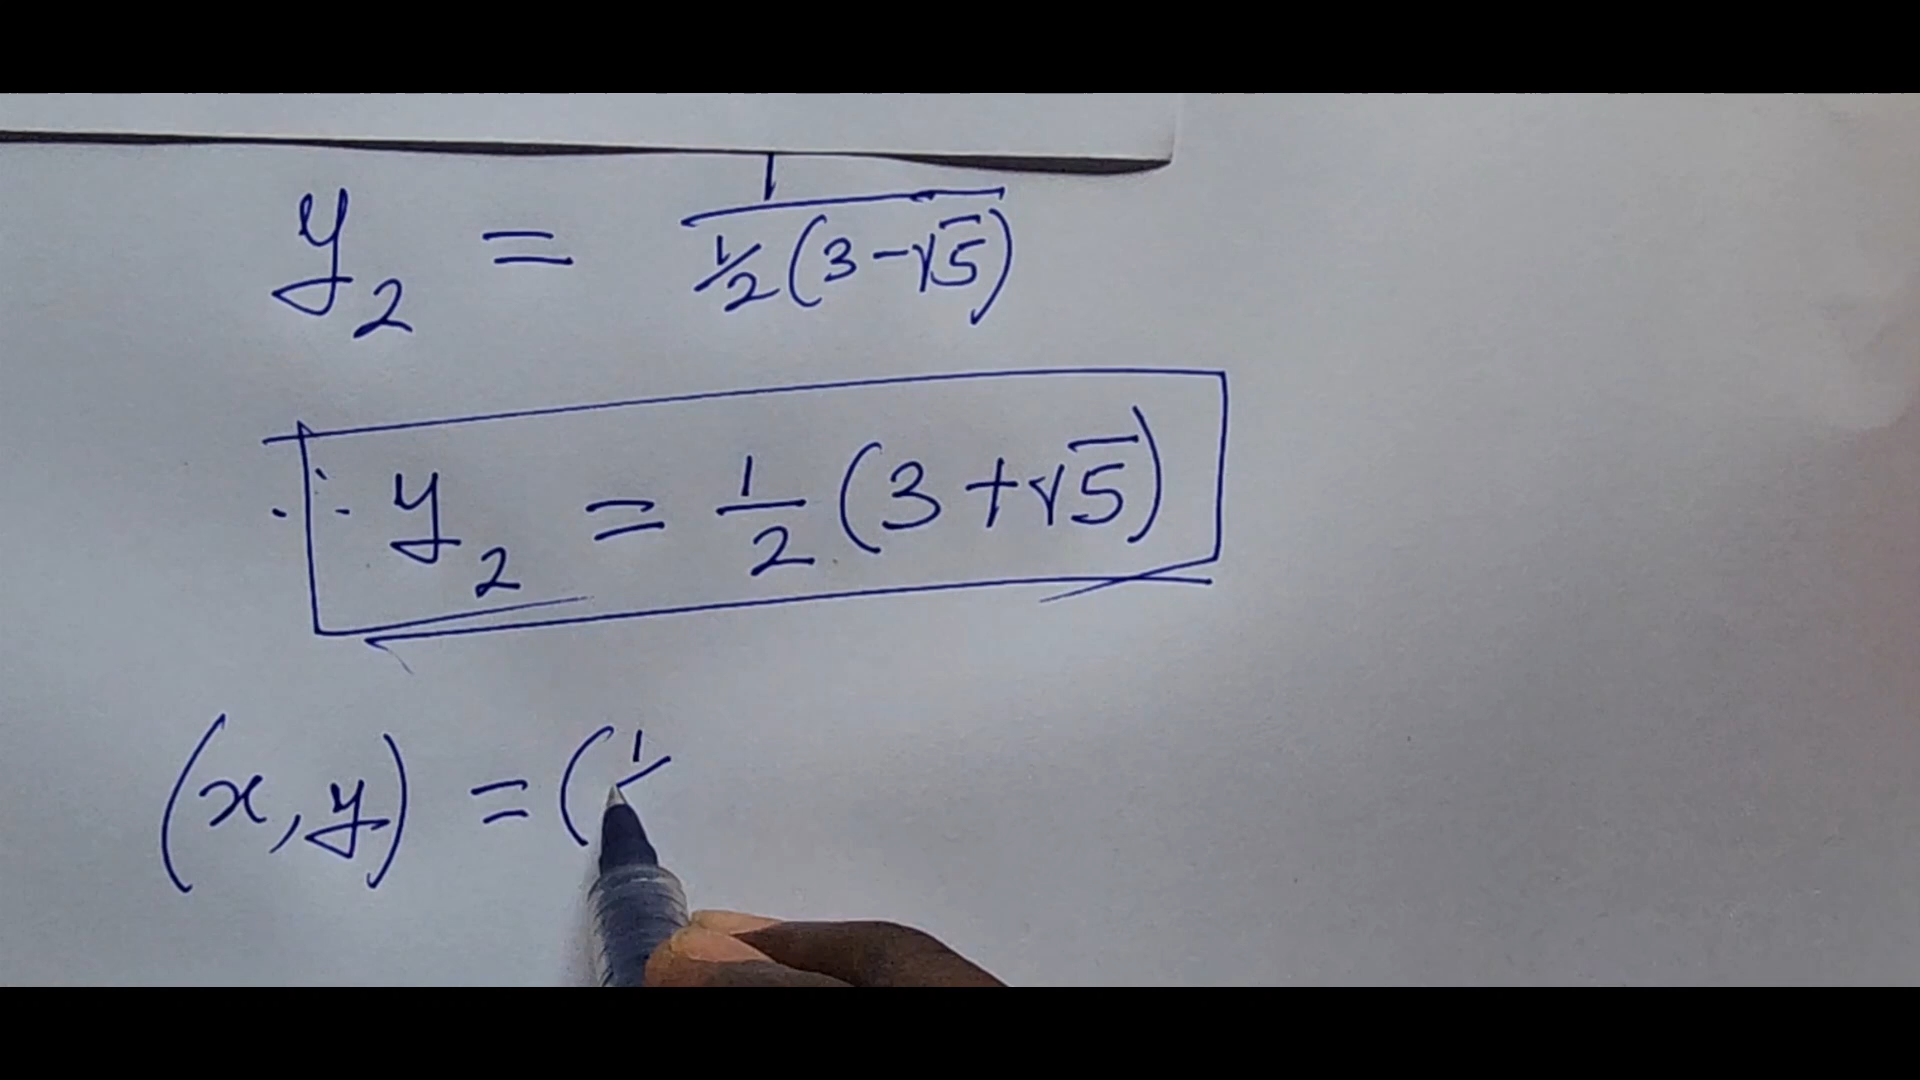 y₂ = 1/(½(3-√5))
∴ y₂ = 1/2 (3+√5)
(x,y) = (1/